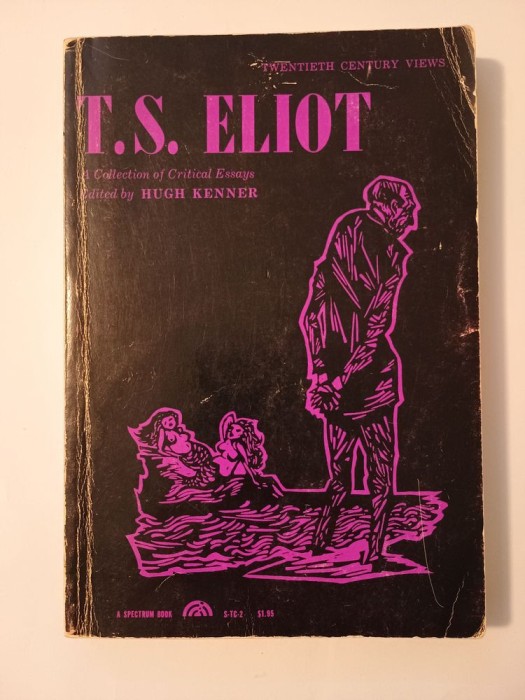 TWENTIETH CENTURY VIEWS
T.S. ELIOT
A Collection of Critical Essays
Edited by HUGH KENNER
A SPECTRUM BOOK S-TC-2 $1.95